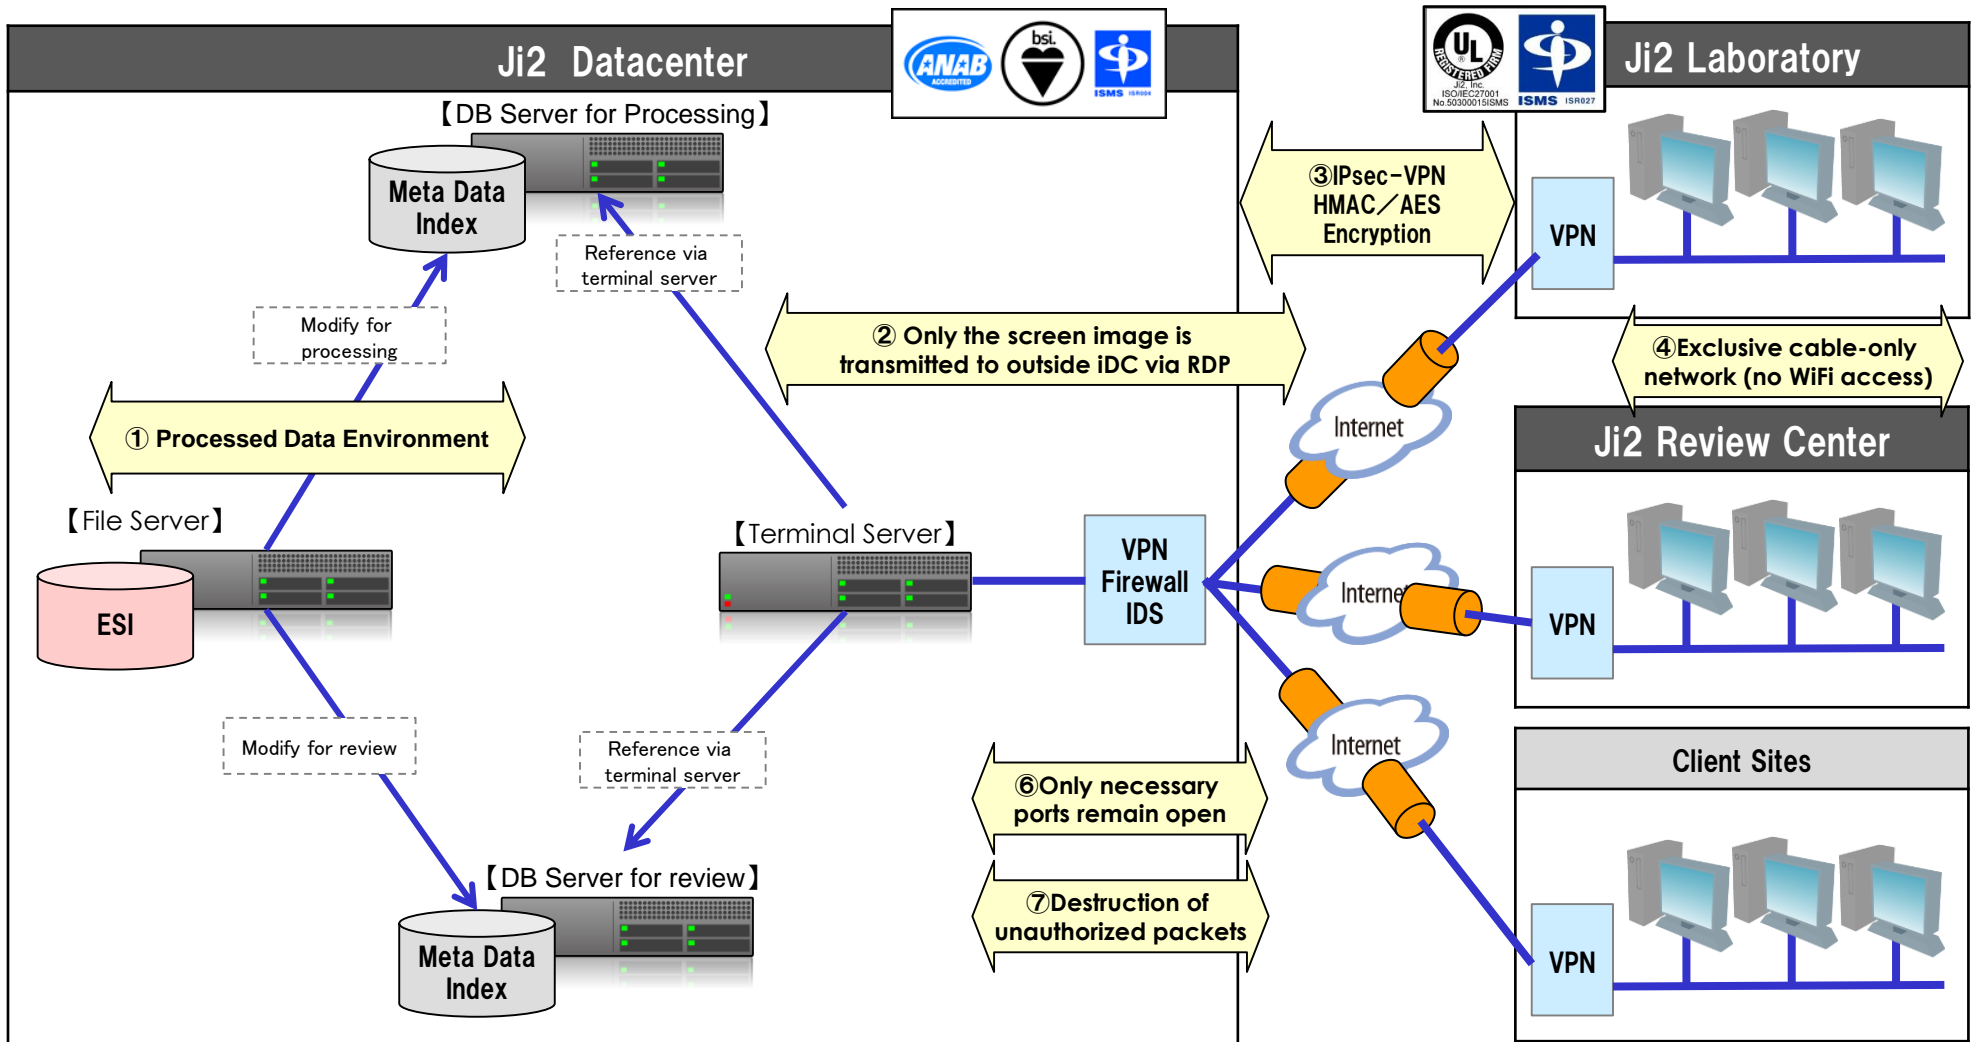 Ji2 Datacenter
ANAB
ACCREDITED
bsi.
ISMS ISR004
UL
®
REGISTERED FIRM
Ji2, Inc.
ISO/IEC27001
No.50300015ISMS
ISMS ISR027
Ji2 Laboratory
【DB Server for Processing】
Meta Data
Index
Reference via
terminal server
Modify for
processing
① Processed Data Environment
② Only the screen image is
transmitted to outside iDC via RDP
③IPsec-VPN
HMAC／AES
Encryption
VPN
④Exclusive cable-only
network (no WiFi access)
Internet
Ji2 Review Center
【File Server】
ESI
【Terminal Server】
VPN
Firewall
IDS
Internet
VPN
Modify for review
Reference via
terminal server
Internet
Client Sites
⑥Only necessary
ports remain open
【DB Server for review】
Meta Data
Index
⑦Destruction of
unauthorized packets
VPN